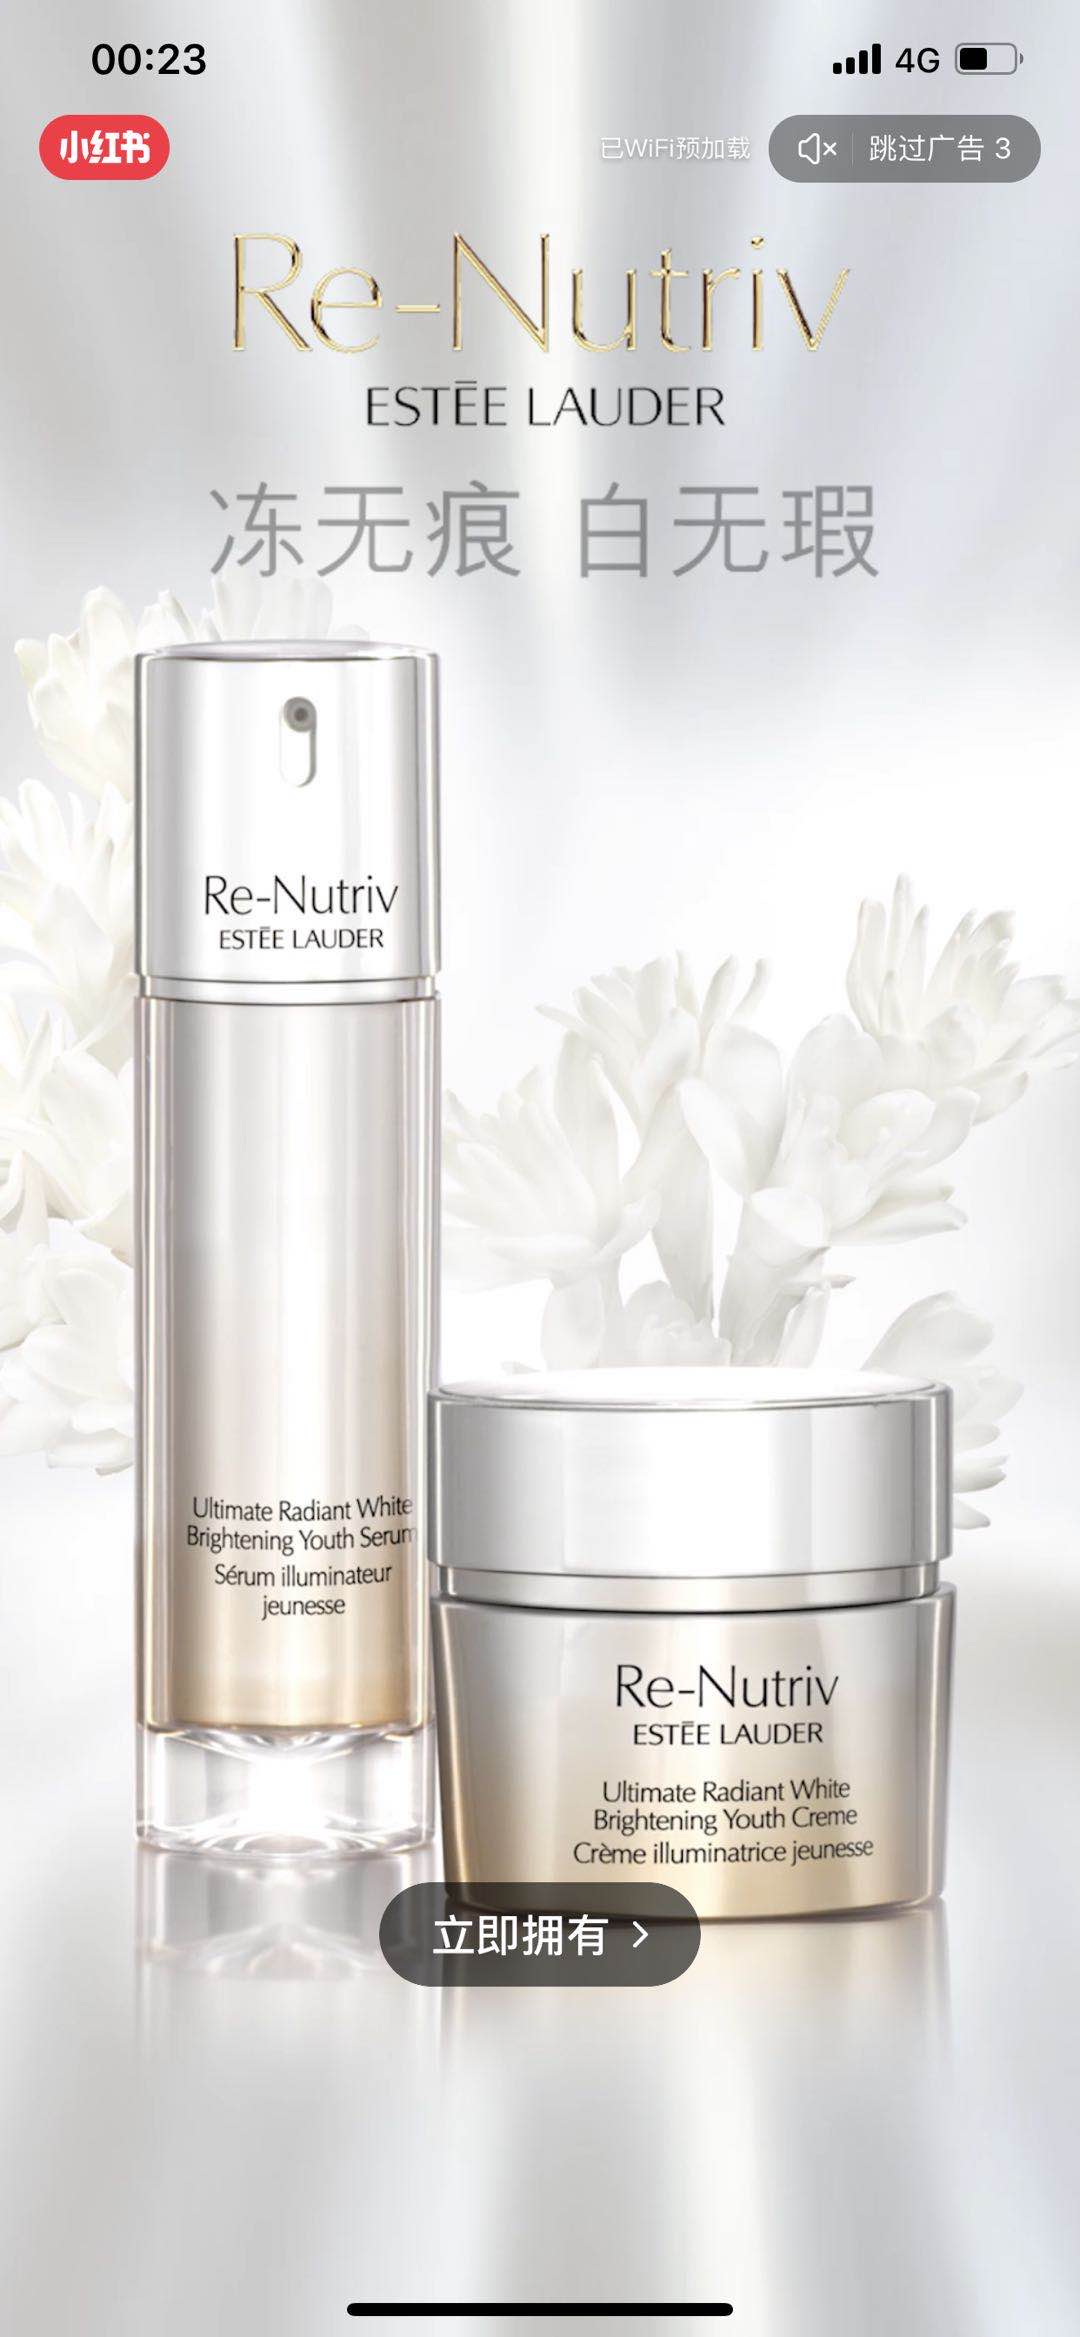 00:23
4G
小红书
已WiFi预加载
跳过广告 3
Re-Nutriv
ESTĒE LAUDER
冻无痕 白无瑕
Re-Nutriv
ESTĒE LAUDER
Ultimate Radiant White
Brightening Youth Serum
Sérum illuminateur
jeunesse
Re-Nutriv
ESTĒE LAUDER
Ultimate Radiant White
Brightening Youth Creme
Crème illuminatrice jeunesse
立即拥有 >